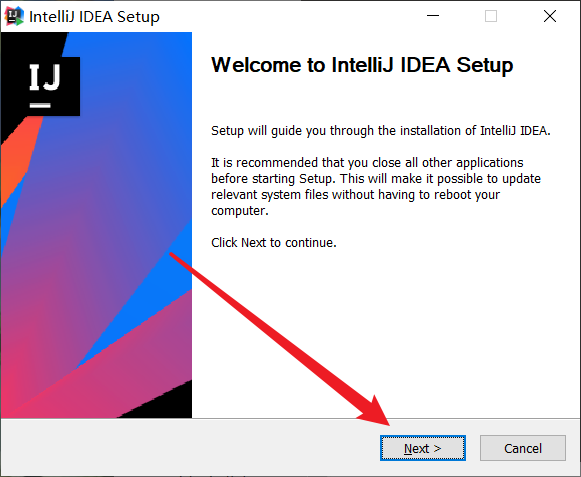 IntelliJ IDEA Setup
IJ
Welcome to IntelliJ IDEA Setup
Setup will guide you through the installation of IntelliJ IDEA.
It is recommended that you close all other applications
before starting Setup. This will make it possible to update
relevant system files without having to reboot your
computer.
Click Next to continue.
Next >
Cancel